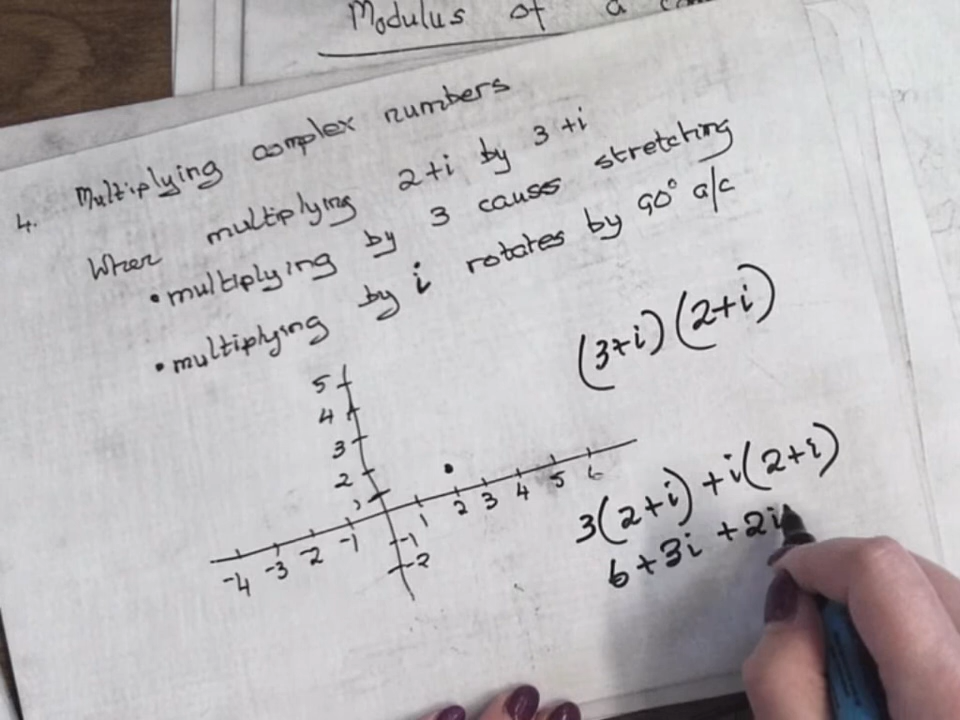 Modulus of a
4. Multiplying complex numbers
When multiplying 2+i by 3+i
• multiplying by 3 causes stretching
• multiplying by i rotates by 90° a/c
(3+i)(2+i)
5
4
3
2
1
-4 -3 -2 -1 1 2 3 4 5 6
-1
-2
3(2+i) + i(2+i)
6+3i +2i